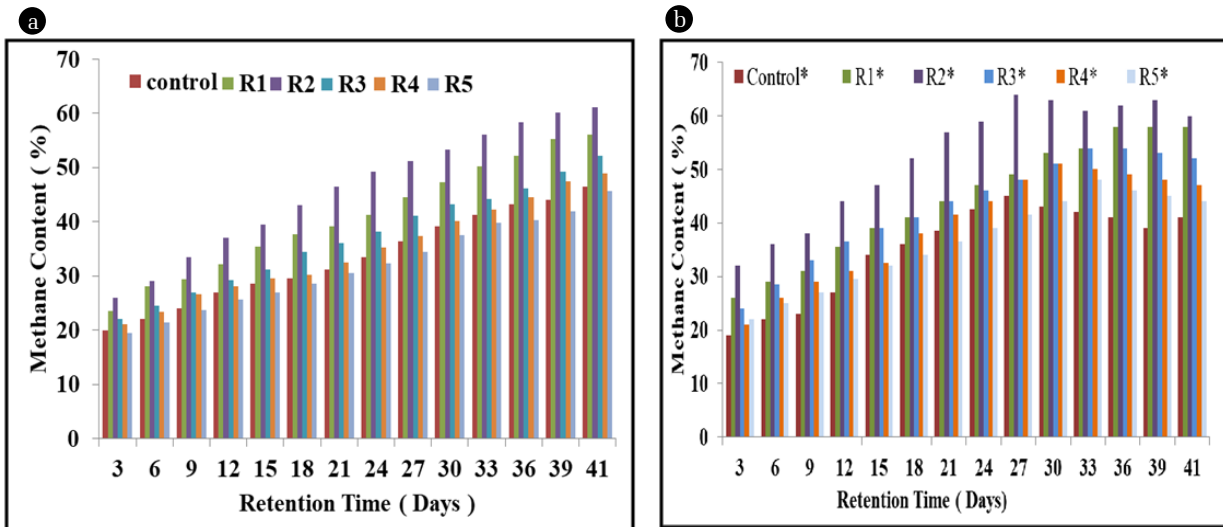 a
70
60
50
40
30
20
10
0
Methane Content ( %)
control R1 R2 R3 R4 R5
3 6 9 12 15 18 21 24 27 30 33 36 39 41
Retention Time ( Days)
b
70
60
50
40
30
20
10
0
Methane Content ( %)
Control* R1* R2* R3* R4* R5*
3 6 9 12 15 18 21 24 27 30 33 36 39 41
Retention Time ( Days)